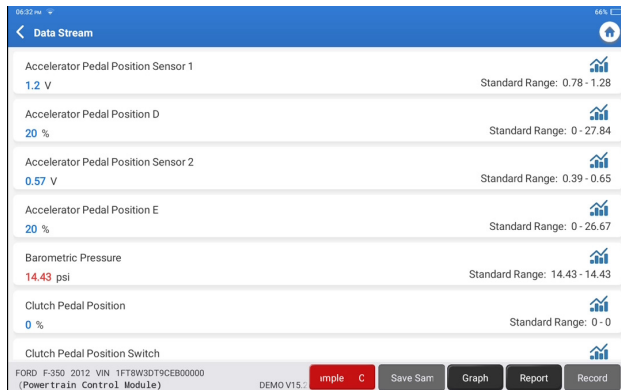 06:32 PM 66%
Data Stream
Accelerator Pedal Position Sensor 1
1.2 V Standard Range: 0.78 - 1.28
Accelerator Pedal Position D
20 % Standard Range: 0 - 27.84
Accelerator Pedal Position Sensor 2
0.57 V Standard Range: 0.39 - 0.65
Accelerator Pedal Position E
20 % Standard Range: 0 - 26.67
Barometric Pressure
14.43 psi Standard Range: 14.43 - 14.43
Clutch Pedal Position
0 % Standard Range: 0 - 0
Clutch Pedal Position Switch
FORD F-350 2012 VIN 1FT8W3DT9CEB00000
(Powertrain Control Module) DEMO V15.2 imple C Save Sam Graph Report Record